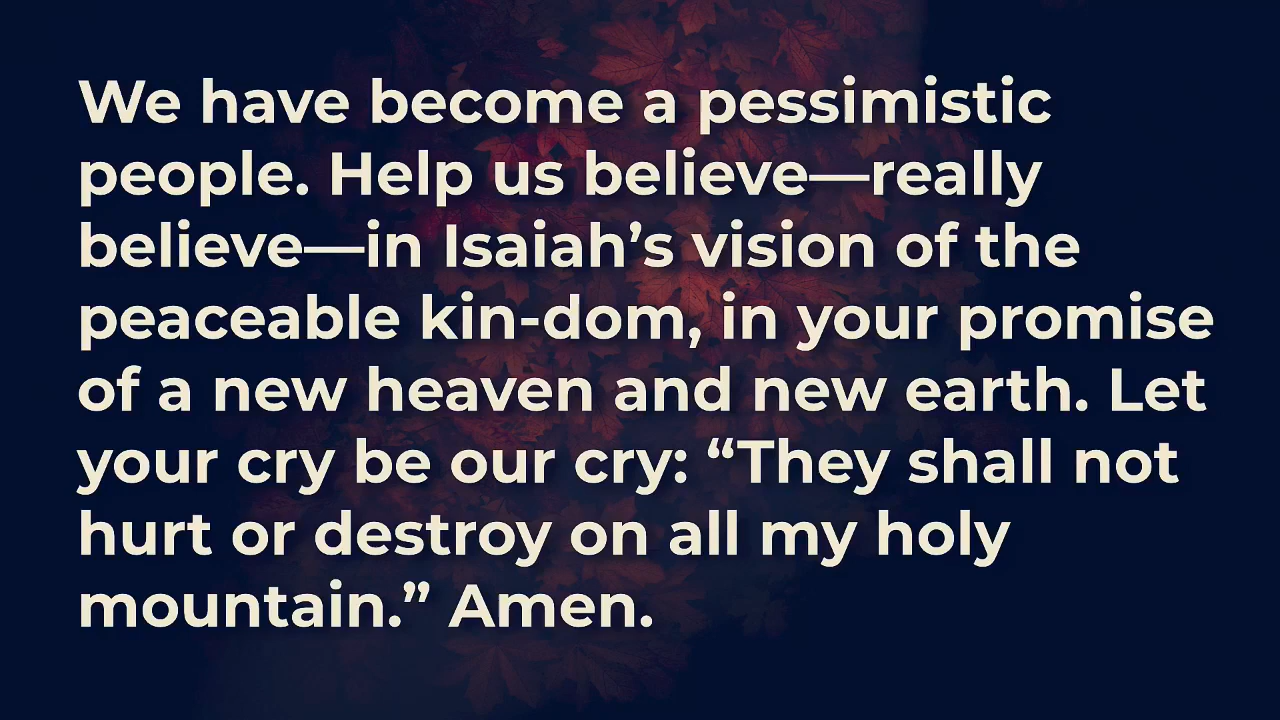 We have become a pessimistic
people. Help us believe—really
believe—in Isaiah’s vision of the
peaceable kin-dom, in your promise
of a new heaven and new earth. Let
your cry be our cry: “They shall not
hurt or destroy on all my holy
mountain.” Amen.